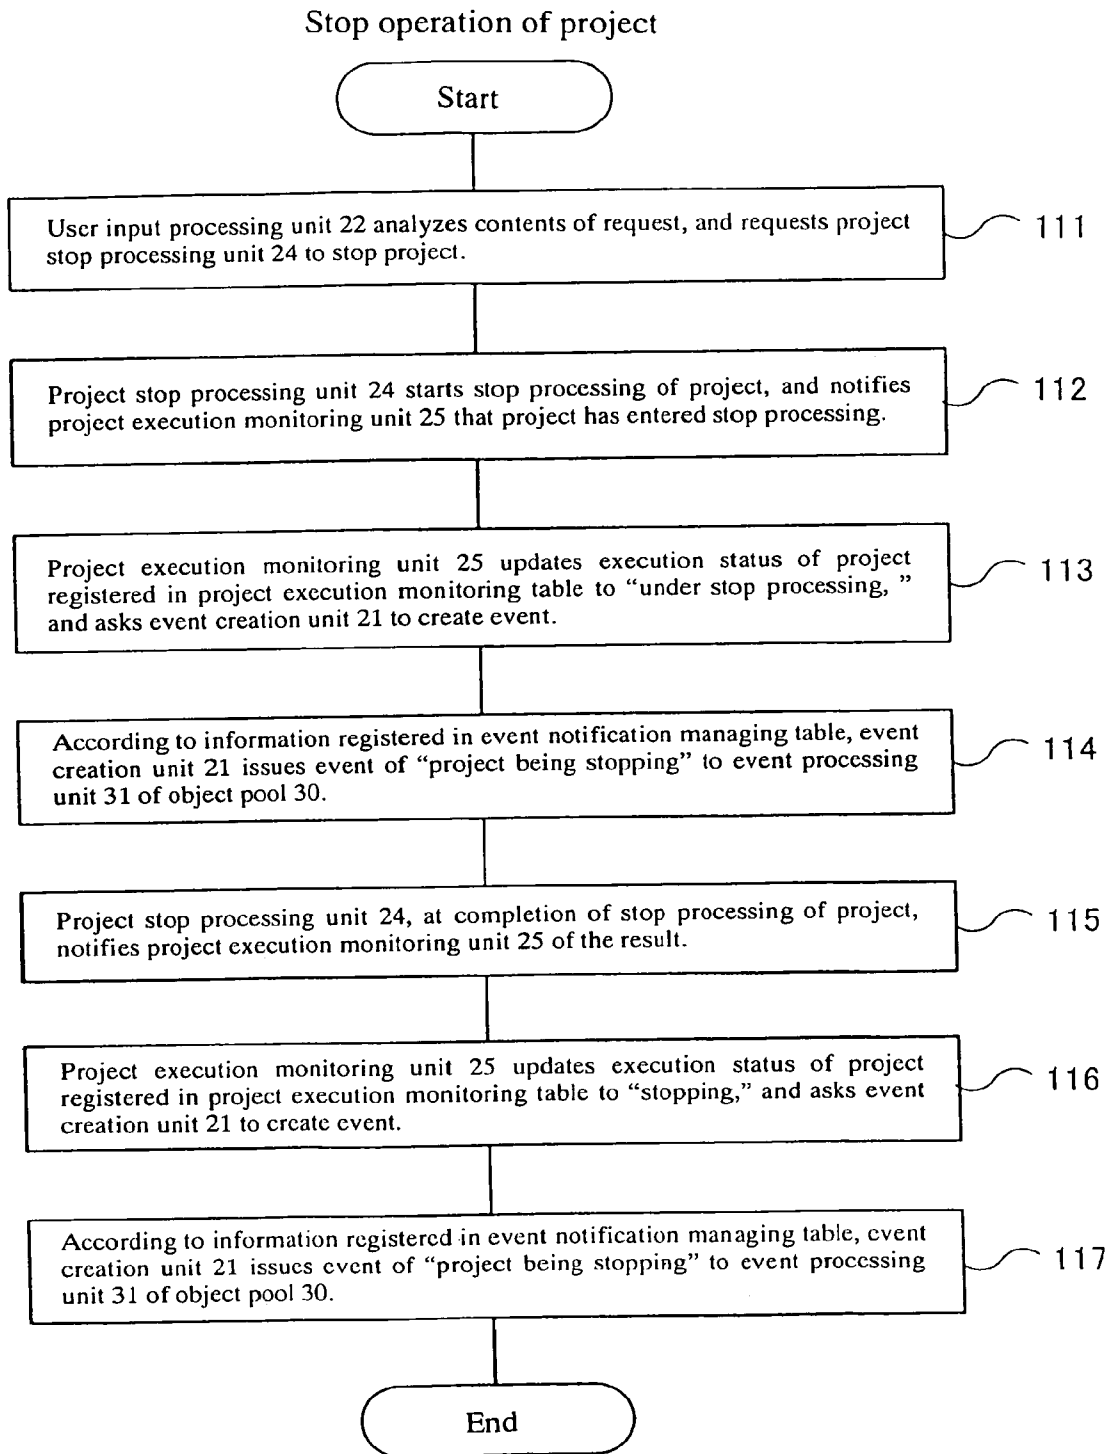 Stop operation of project
Start
User input processing unit 22 analyzes contents of request, and requests project
stop processing unit 24 to stop project.
111
Project stop processing unit 24 starts stop processing of project, and notifies
project execution monitoring unit 25 that project has entered stop processing.
112
Project execution monitoring unit 25 updates execution status of project
registered in project execution monitoring table to “under stop processing, ”
and asks event creation unit 21 to create event.
113
According to information registered in event notification managing table, event
creation unit 21 issues event of “project being stopping” to event processing
unit 31 of object pool 30.
114
Project stop processing unit 24, at completion of stop processing of project,
notifies project execution monitoring unit 25 of the result.
115
Project execution monitoring unit 25 updates execution status of project
registered in project execution monitoring table to “stopping,” and asks event
creation unit 21 to create event.
116
According to information registered in event notification managing table, event
creation unit 21 issues event of “project being stopping” to event processing
unit 31 of object pool 30.
117
End